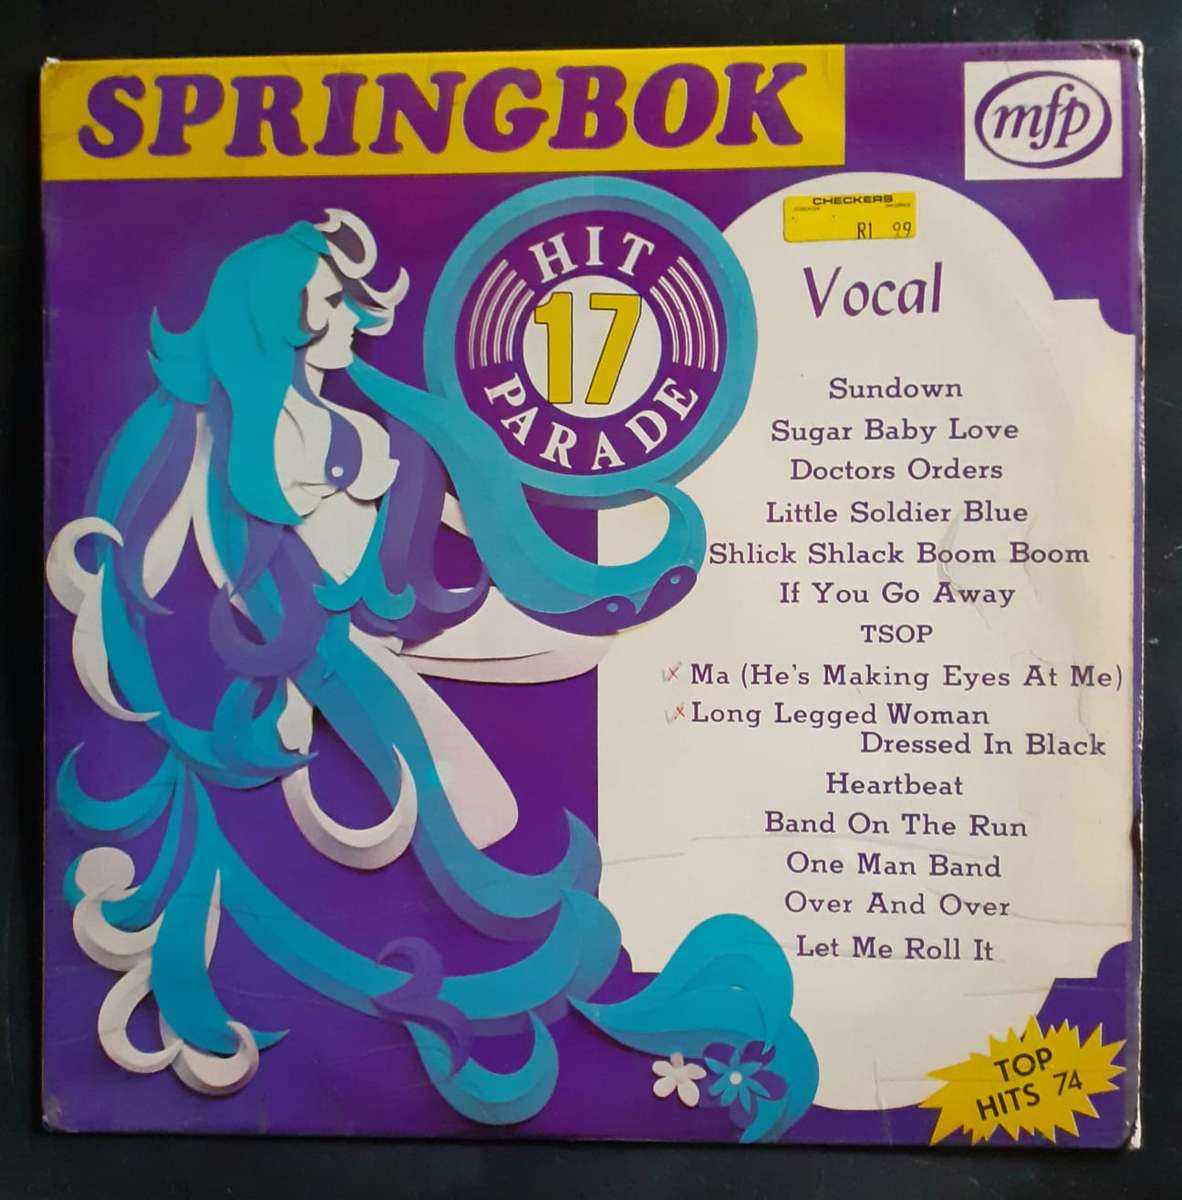 SPRINGBOK
mfp
HIT
17
PARADE
CHECKERS
R1 99
Vocal
Sundown
Sugar Baby Love
Doctors Orders
Little Soldier Blue
Shlick Shlack Boom Boom
If You Go Away
TSOP
Ma (He's Making Eyes At Me)
Long Legged Woman
Dressed In Black
Heartbeat
Band On The Run
One Man Band
Over And Over
Let Me Roll It
TOP
HITS 74